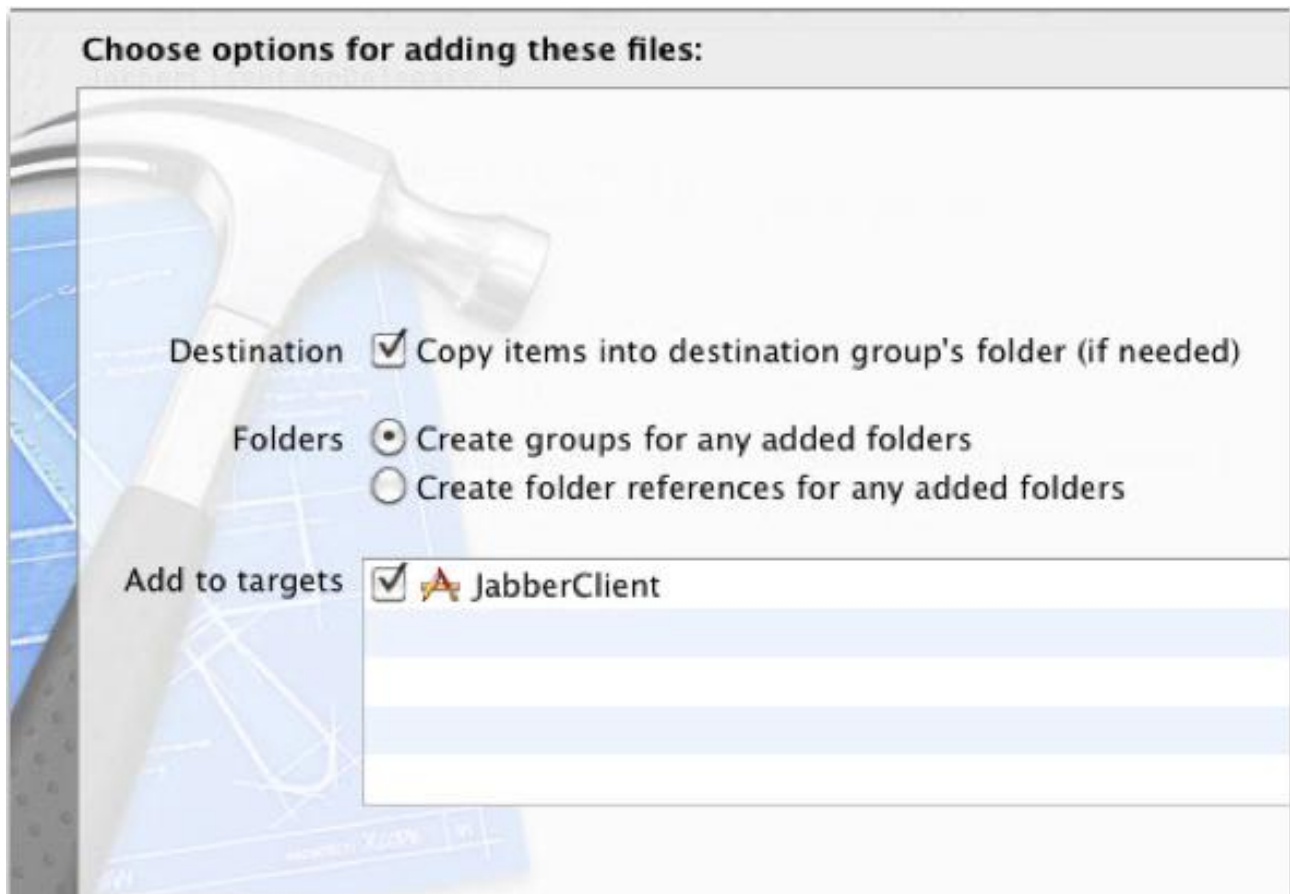 Choose options for adding these files:
Destination Copy items into destination group's folder (if needed)
Folders Create groups for any added folders
Create folder references for any added folders
Add to targets JabberClient